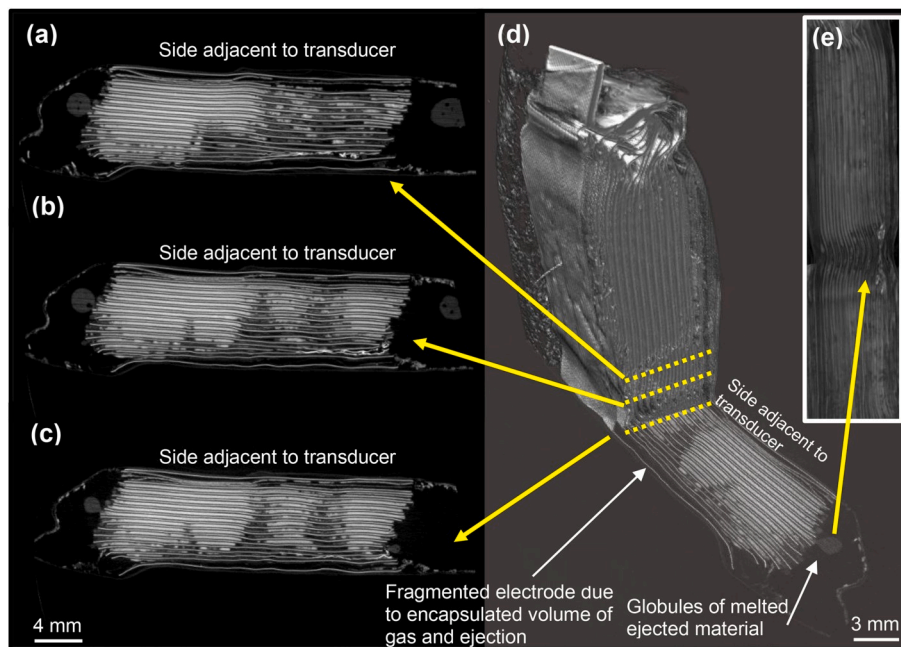 (a)
Side adjacent to transducer
(b)
Side adjacent to transducer
(c)
Side adjacent to transducer
4 mm
(d)
Side adjacent to
transducer
Fragmented electrode due
to encapsulated volume of
gas and ejection
Globules of melted
ejected material
(e)
3 mm